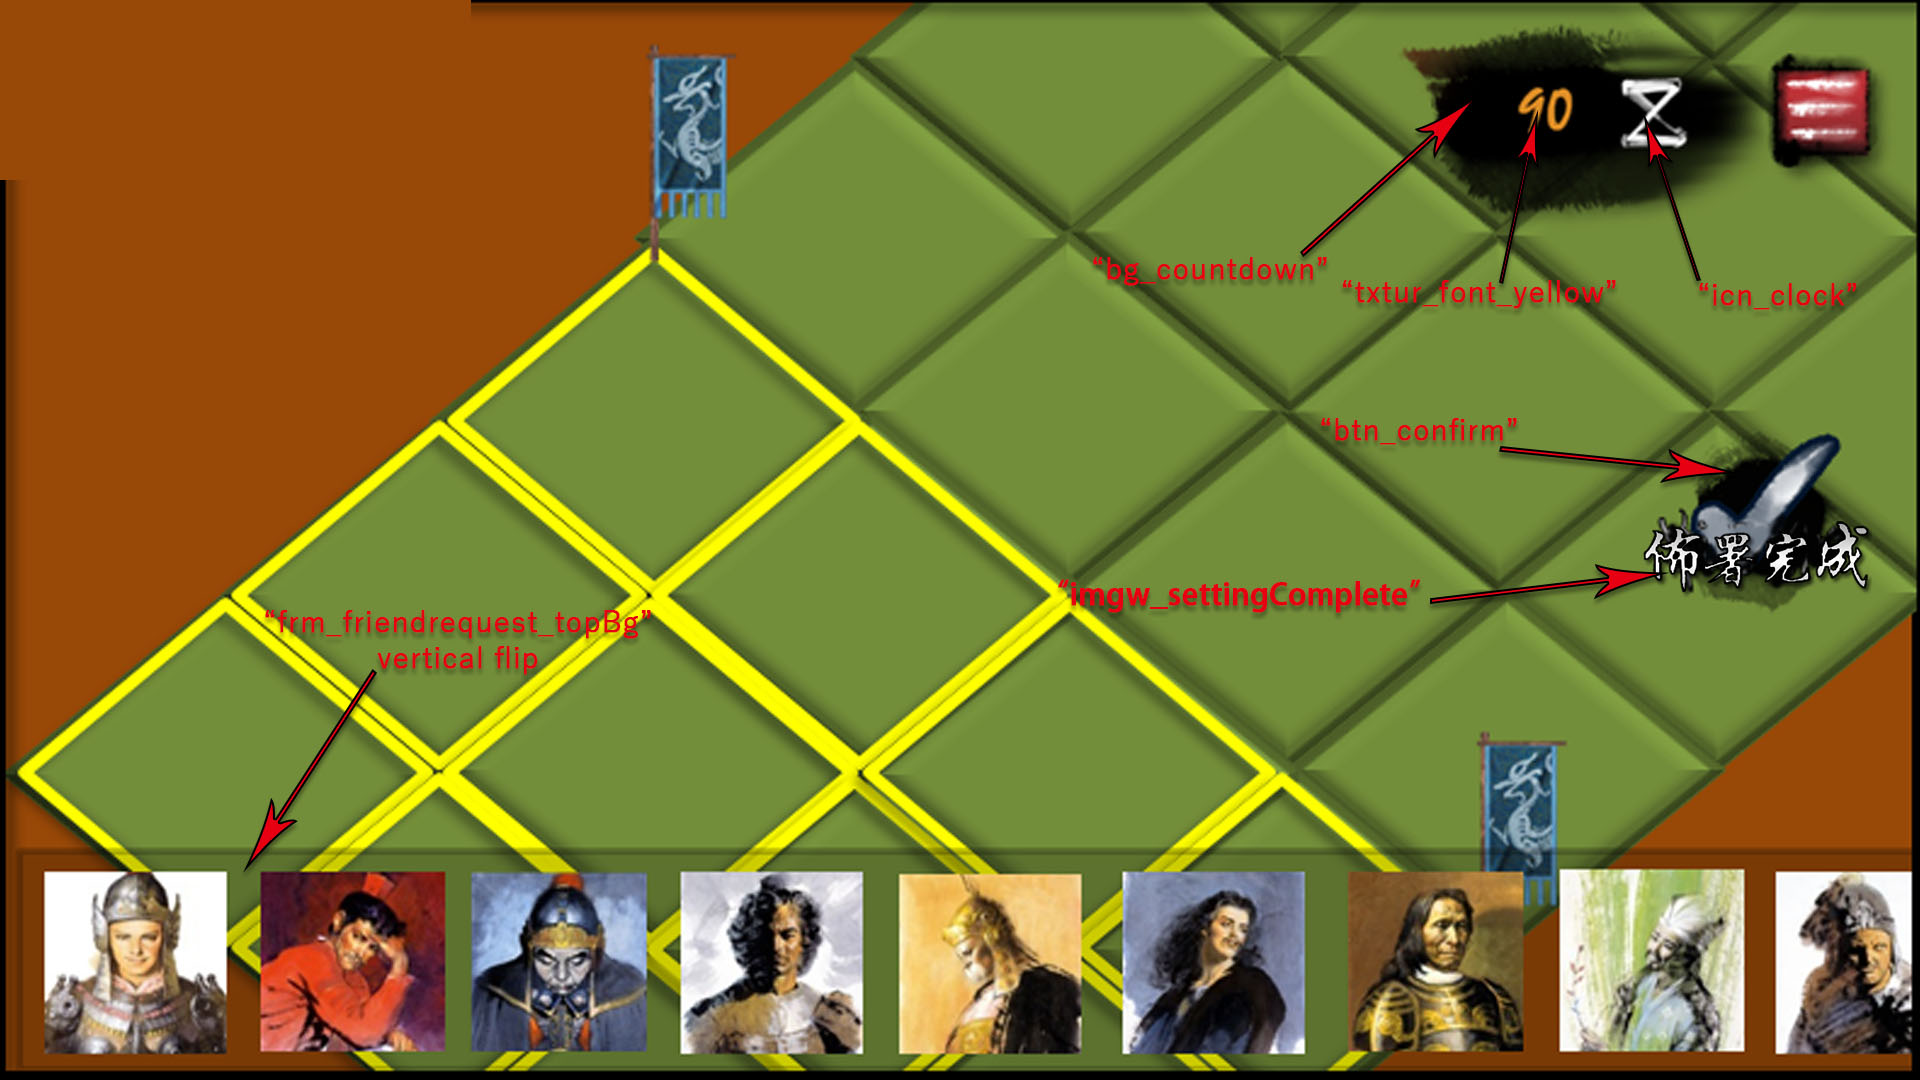 90
“bg_countdown”
“txtur_font_yellow”
“icn_clock”
“btn_confirm”
佈署完成
“imgw_settingComplete”
“frm_friendrequest_topBg”
vertical flip